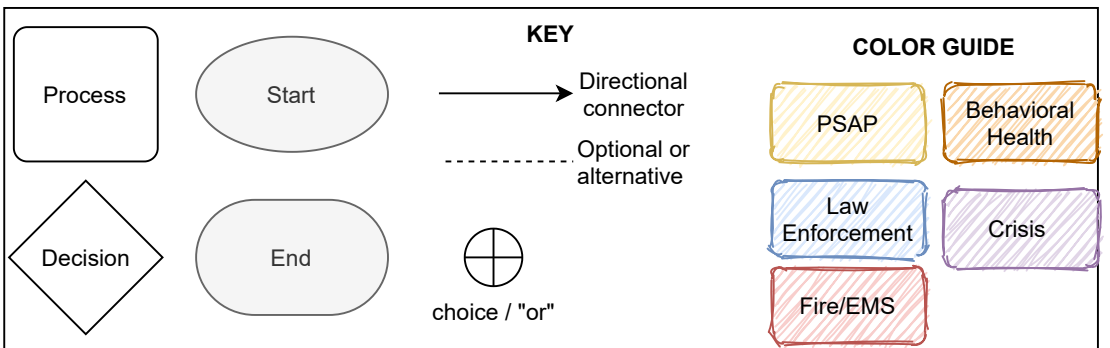 KEY
COLOR GUIDE
Process
Start
Directional
connector
Optional or
alternative
PSAP
Behavioral
Health
Decision
End
choice / "or"
Law
Enforcement
Crisis
Fire/EMS